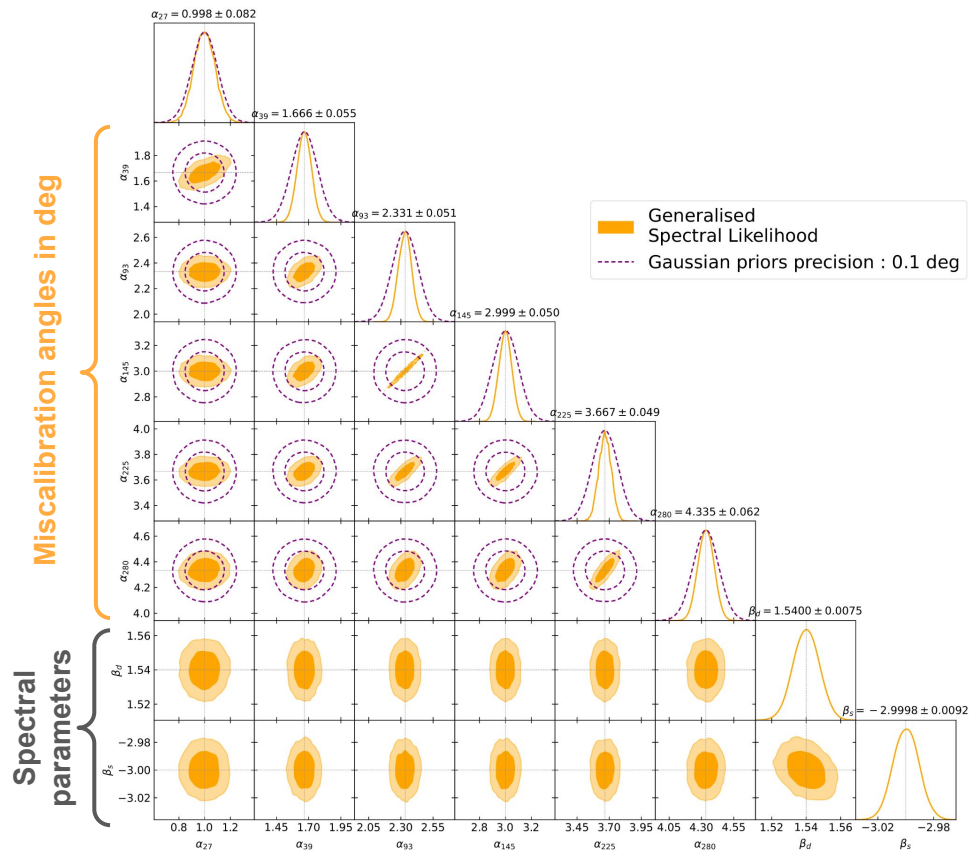 α27 = 0.998 ± 0.082
α39 = 1.666 ± 0.055
1.8
1.6
1.4
α39
α93 = 2.331 ± 0.051
Generalised
Spectral Likelihood
Gaussian priors precision : 0.1 deg
2.6
2.4
2.2
2.0
α93
α145 = 2.999 ± 0.050
3.2
3.0
2.8
α145
α225 = 3.667 ± 0.049
4.0
3.8
3.6
3.4
α225
α280 = 4.335 ± 0.062
4.6
4.4
4.2
4.0
α280
Miscalibration angles in deg
βd = 1.5400 ± 0.0075
1.56
1.54
1.52
βd
βs = −2.9998 ± 0.0092
−2.98
−3.00
−3.02
βs
Spectral
parameters
0.8 1.0 1.2 1.45 1.70 1.95 2.05 2.30 2.55 2.8 3.0 3.2 3.45 3.70 3.95 4.05 4.30 4.55 1.52 1.54 1.56 −3.02 −2.98
α27 α39 α93 α145 α225 α280 βd βs